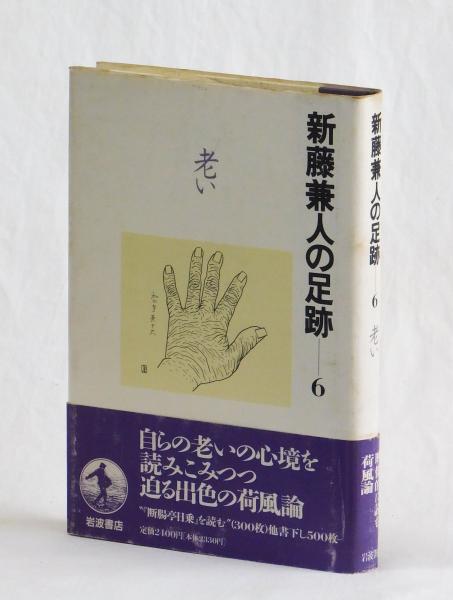 新藤兼人の足跡―6
老い
自らの老いの心境を
読みこみつつ
迫る出色の荷風論
“『断腸亭日乗』を読む”(300枚)他書下し500枚
定価2400円(本体2330円)
岩波書店
新藤兼人の足跡―6
老い
荷風論